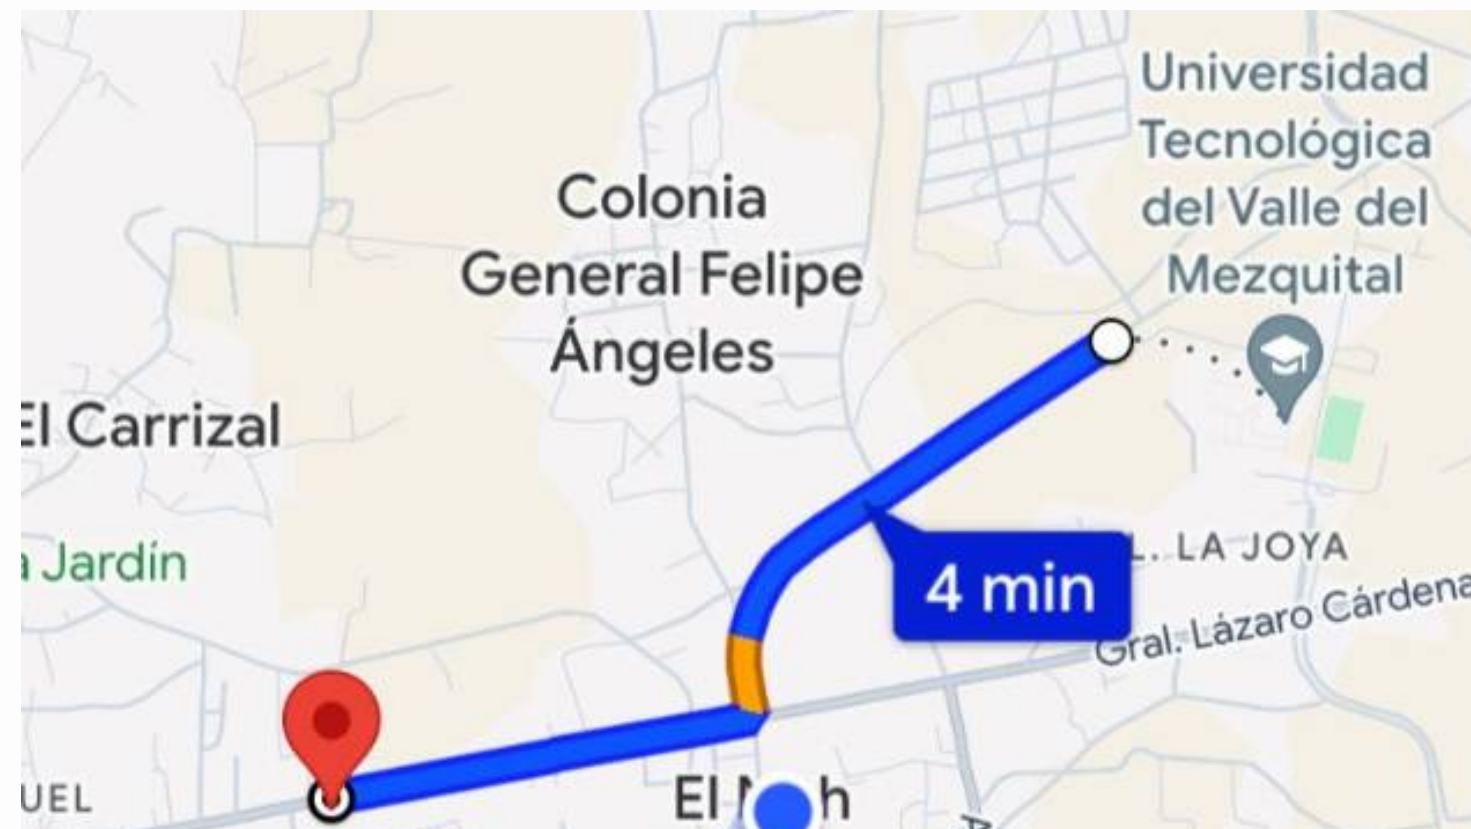 Universidad
Tecnológica
del Valle del
Mezquital
Colonia
General Felipe
Ángeles
El Carrizal
Jardín
L. LA JOYA
4 min
Gral. Lázaro Cárdena
UEL
El N h